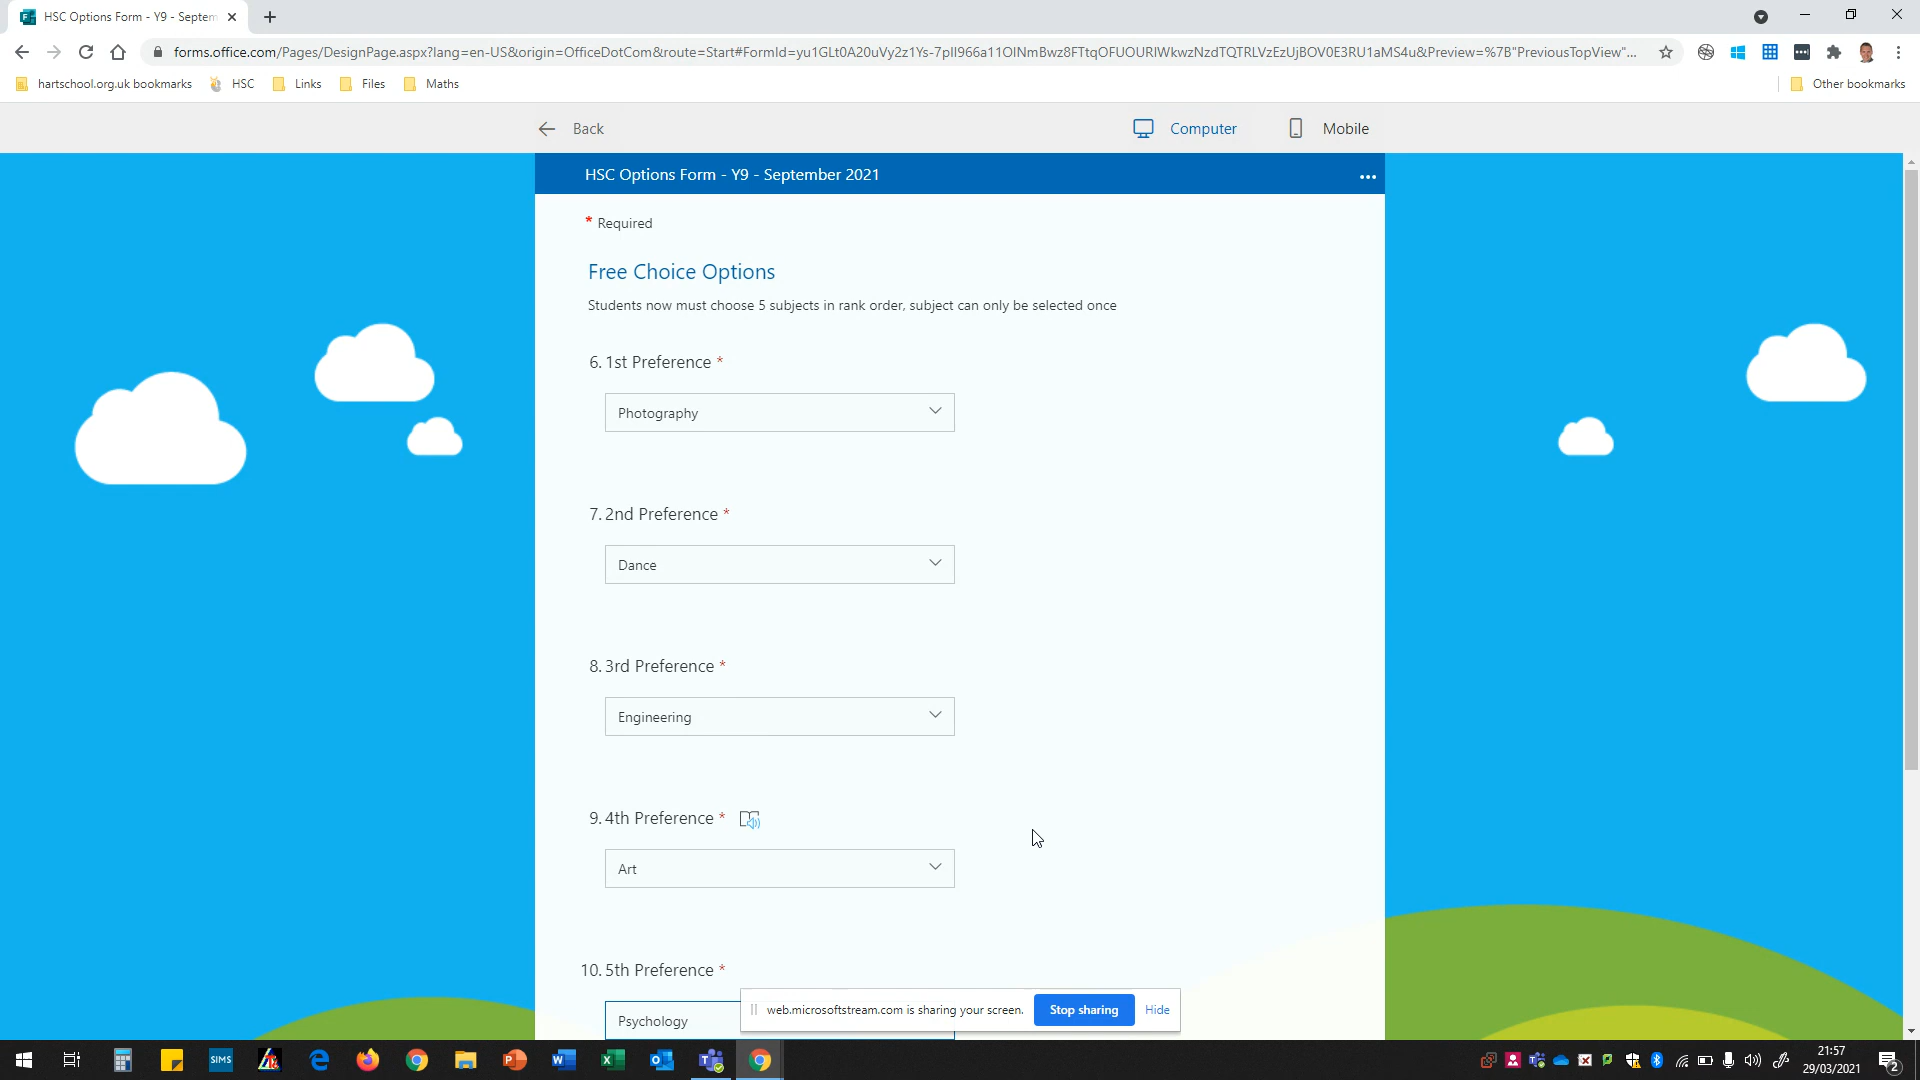 HSC Options Form - Y9 - Septem
forms.office.com/Pages/DesignPage.aspx?lang=en-US&origin=OfficeDotCom&route=Start#FormId=yu1GLt0A20uVy2z1Ys-7pII966a11OlNmBwz8FTtqOFUOURIWkwzNzdTQTRLVzEzUjBOV0E3RU1aMS4u&Preview=%7B"PreviousTopView"...
hartschool.org.uk bookmarks HSC Links Files Maths Other bookmarks
Back Computer Mobile
HSC Options Form - Y9 - September 2021
* Required
Free Choice Options
Students now must choose 5 subjects in rank order, subject can only be selected once
6. 1st Preference *
Photography
7. 2nd Preference *
Dance
8. 3rd Preference *
Engineering
9. 4th Preference *
Art
10. 5th Preference *
Psychology
web.microsoftstream.com is sharing your screen. Stop sharing Hide
SIMS
21:57
29/03/2021
2